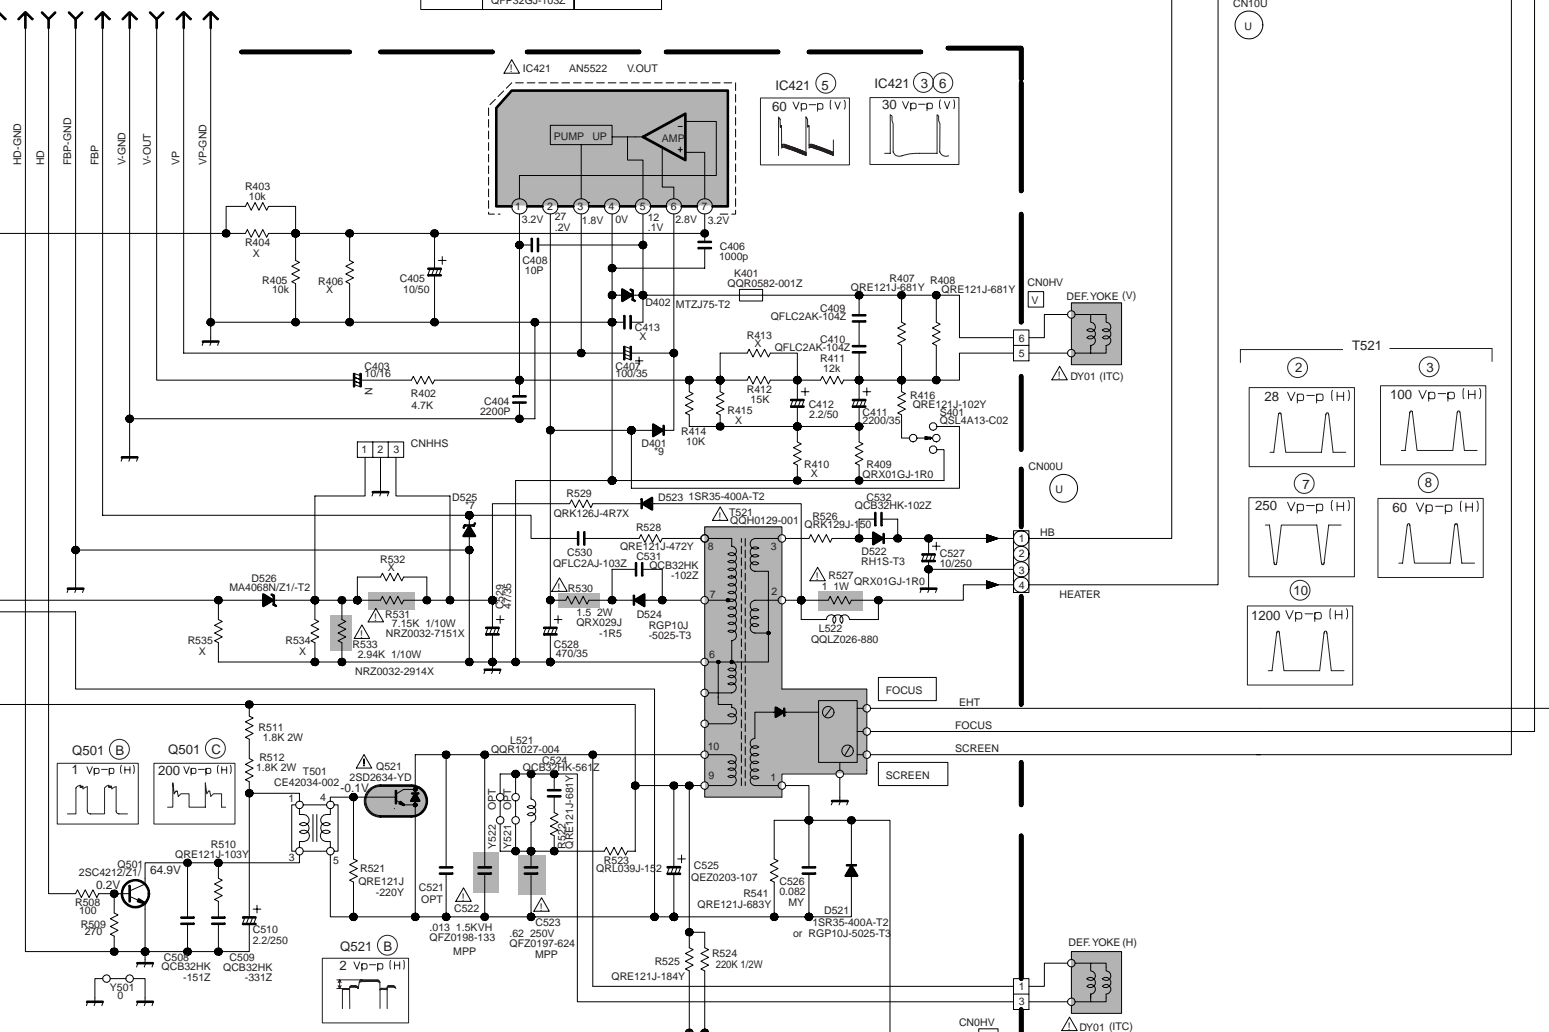 QFP32GJ-103Z
CN10U
U
HD-GND
HD
FBP-GND
FBP
V-GND
V-OUT
VP
VP-GND
IC421 AN5522 V.OUT
PUMP UP
AMP
IC421 5
60 Vp-p (V)
IC421 3 6
30 Vp-p (V)
1 2 3 4 5 6 7
3.2V
27
.2V
1.8V
0V
12
.1V
2.8V
3.2V
R403
10k
R404
X
R405
10k
R406
X
C405
10/50
C408
10P
C406
1000p
K401
QQR0582-001Z
D402
MTZJ75-T2
C413
X
C407
100/35
R407
QRE121J-681Y
R408
QRE121J-681Y
C409
QFLC2AK-104Z
C410
QFLC2AK-104Z
R413
X
R411
12k
R412
15K
CN0HV
V
6
5
DEF.YOKE (V)
DY01 (ITC)
C403
10/16
N
R402
4.7K
C404
2200P
R414
10K
R415
X
C412
2.2/50
C411
2200/35
R416
QRE121J-102Y
S401
QSL4A13-C02
D401
*9
R410
X
R409
QRX01GJ-1R0
CNHHS
1 2 3
T521
2
28 Vp-p (H)
3
100 Vp-p (H)
7
250 Vp-p (H)
8
60 Vp-p (H)
10
1200 Vp-p (H)
CN00U
U
1
2
3
4
HB
HEATER
D525
*7
R529
QRK126J-4R7X
D523 1SR35-400A-T2
R528
QRE121J-472Y
C530
QFLC2AJ-103Z
C531
QCB32HK
-102Z
T521
QQH0129-001
R526
QRK129J-150
C532
QCB32HK-102Z
D522
RH1S-T3
C527
10/250
R527
1 1W
QRX01GJ-1R0
L522
QQLZ026-880
D526
MA4068N/Z1/-T2
R532
X
R531
7.15K 1/10W
NRZ0032-7151X
R533
2.94K 1/10W
NRZ0032-2914X
R534
X
R535
X
C529
47/35
R530
1.5 2W
QRX029J
-1R5
D524
RGP10J
-5025-T3
C528
470/35
8
7
6
10
9
3
2
1
FOCUS
SCREEN
EHT
FOCUS
SCREEN
R511
1.8K 2W
R512
1.8K 2W
Q501 B
1 Vp-p (H)
Q501 C
200 Vp-p (H)
T501
CE42034-002
1 4
3 5
Q521
2SD2634-YD
-0.1V
L521
QQR1027-004
C524
QCB32HK-561Z
Y522 OPT
Y521 OPT
R522
QRE121J-681Y
R523
QRL039J-152
R510
QRE121J-103Y
Q501
2SC4212/Z1/
0.2V
64.9V
R508
100
R509
270
C508
QCB32HK
-151Z
C509
QCB32HK
-331Z
C510
2.2/250
R521
QRE121J
-220Y
C521
OPT
C522
.013 1.5KVH
QFZ0198-133
MPP
C523
.62 250V
QFZ0197-624
MPP
C525
QEZ0203-107
R541
QRE121J-683Y
C526
0.082
MY
D521
1SR35-400A-T2
or RGP10J-5025-T3
Y501
0
Q521 B
2 Vp-p (H)
R525
QRE121J-184Y
R524
220K 1/2W
1
3
CN0HV
DEF.YOKE (H)
DY01 (ITC)